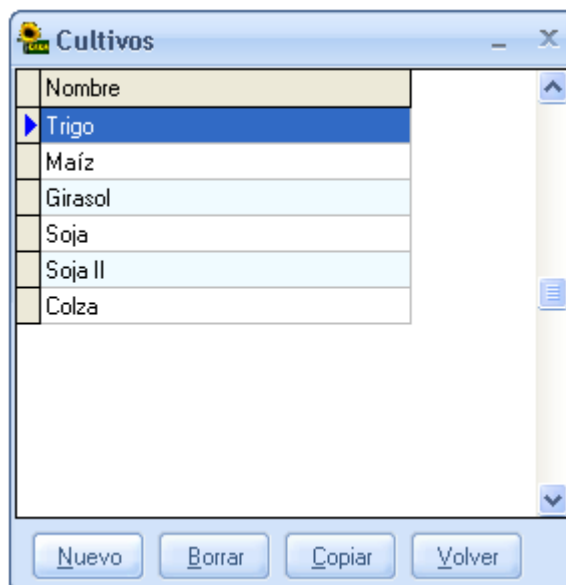 Cultivos
Nombre
Trigo
Maíz
Girasol
Soja
Soja II
Colza
Nuevo Borrar Copiar Volver